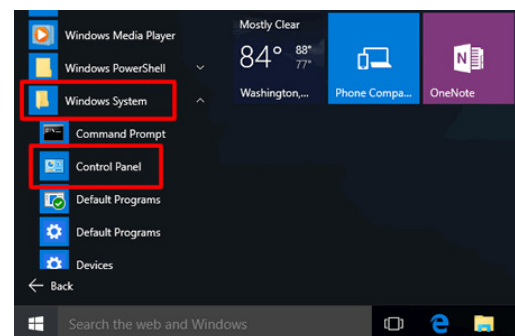 Windows Media Player
Windows PowerShell
Windows System
Command Prompt
Control Panel
Default Programs
Default Programs
Devices
Back
Mostly Clear
84° 88°
77°
Washington,...
Phone Compa...
N
OneNote
Search the web and Windows